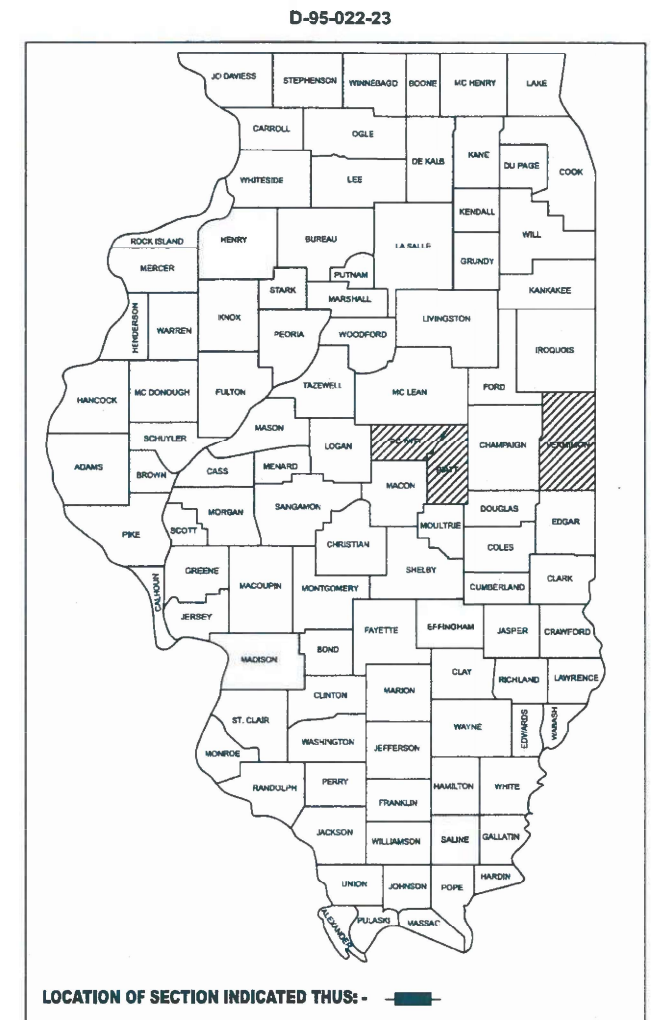 D-95-022-23
JO DAVIESS STEPHENSON WINNEBAGO BOONE MC HENRY LAKE
CARROLL OGLE DE KALB KANE DU PAGE COOK
WHITESIDE LEE
KENDALL
ROCK ISLAND HENRY BUREAU LA SALLE WILL
MERCER PUTNAM GRUNDY
STARK MARSHALL KANKAKEE
HENDERSON WARREN KNOX PEORIA WOODFORD LIVINGSTON
IROQUOIS
HANCOCK MC DONOUGH FULTON TAZEWELL MC LEAN FORD
MASON
SCHUYLER LOGAN DE WITT CHAMPAIGN VERMILION
ADAMS BROWN CASS MENARD PIATT
MACON
PIKE SCOTT MORGAN SANGAMON DOUGLAS
CHRISTIAN MOULTRIE EDGAR
COLES
CALHOUN GREENE MACOUPIN MONTGOMERY SHELBY
CUMBERLAND CLARK
JERSEY
FAYETTE EFFINGHAM JASPER CRAWFORD
MADISON BOND
CLAY RICHLAND LAWRENCE
CLINTON MARION
ST. CLAIR WAYNE EDWARDS WABASH
MONROE WASHINGTON JEFFERSON
RANDOLPH PERRY HAMILTON WHITE
FRANKLIN
JACKSON WILLIAMSON SALINE GALLATIN
UNION JOHNSON POPE HARDIN
ALEXANDER PULASKI MASSAC
LOCATION OF SECTION INDICATED THUS: -